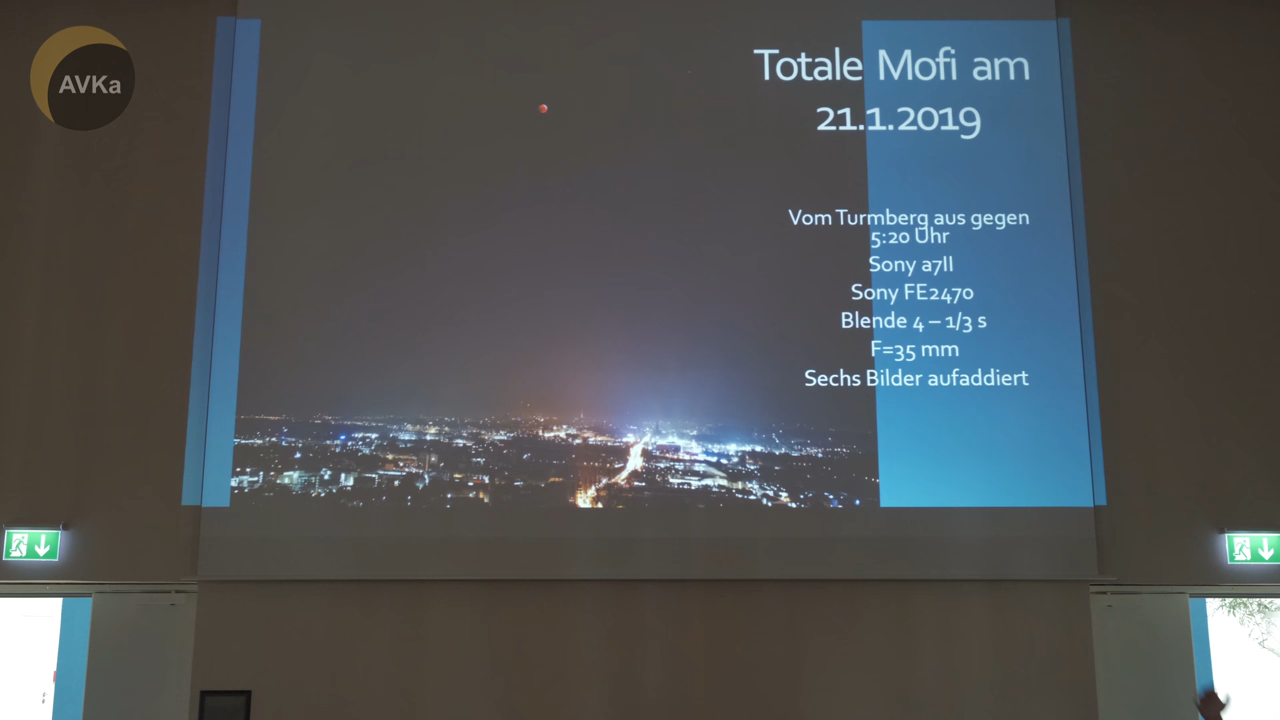 AVKa
Totale Mofi am
21.1.2019
Vom Turmberg aus gegen
5:20 Uhr
Sony a7II
Sony FE2470
Blende 4 – 1/3 s
F=35 mm
Sechs Bilder aufaddiert